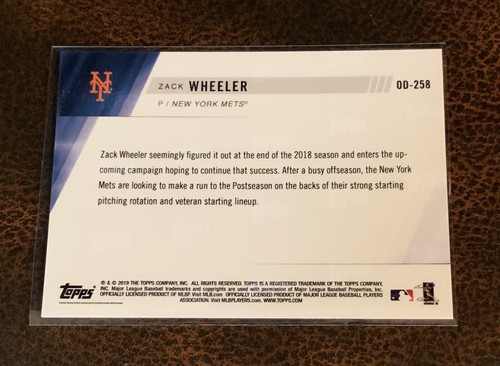 NY
ZACK WHEELER
OD-258
P / NEW YORK METS®
Zack Wheeler seemingly figured it out at the end of the 2018 season and enters the up-
coming campaign hoping to continue that success. After a busy offseason, the New York
Mets are looking to make a run to the Postseason on the backs of their strong starting
pitching rotation and veteran starting lineup.
Topps
® & © 2019 THE TOPPS COMPANY, INC. ALL RIGHTS RESERVED. TOPPS IS A REGISTERED TRADEMARK OF THE TOPPS COMPANY,
INC. Major League Baseball trademarks and copyrights are used with permission of Major League Baseball Properties, Inc.
OFFICIALLY LICENSED PRODUCT OF MLBP. Visit MLB.com OFFICIALLY LICENSED PRODUCT OF MAJOR LEAGUE BASEBALL PLAYERS
ASSOCIATION. Visit MLBPLAYERS.com. WWW.TOPPS.COM